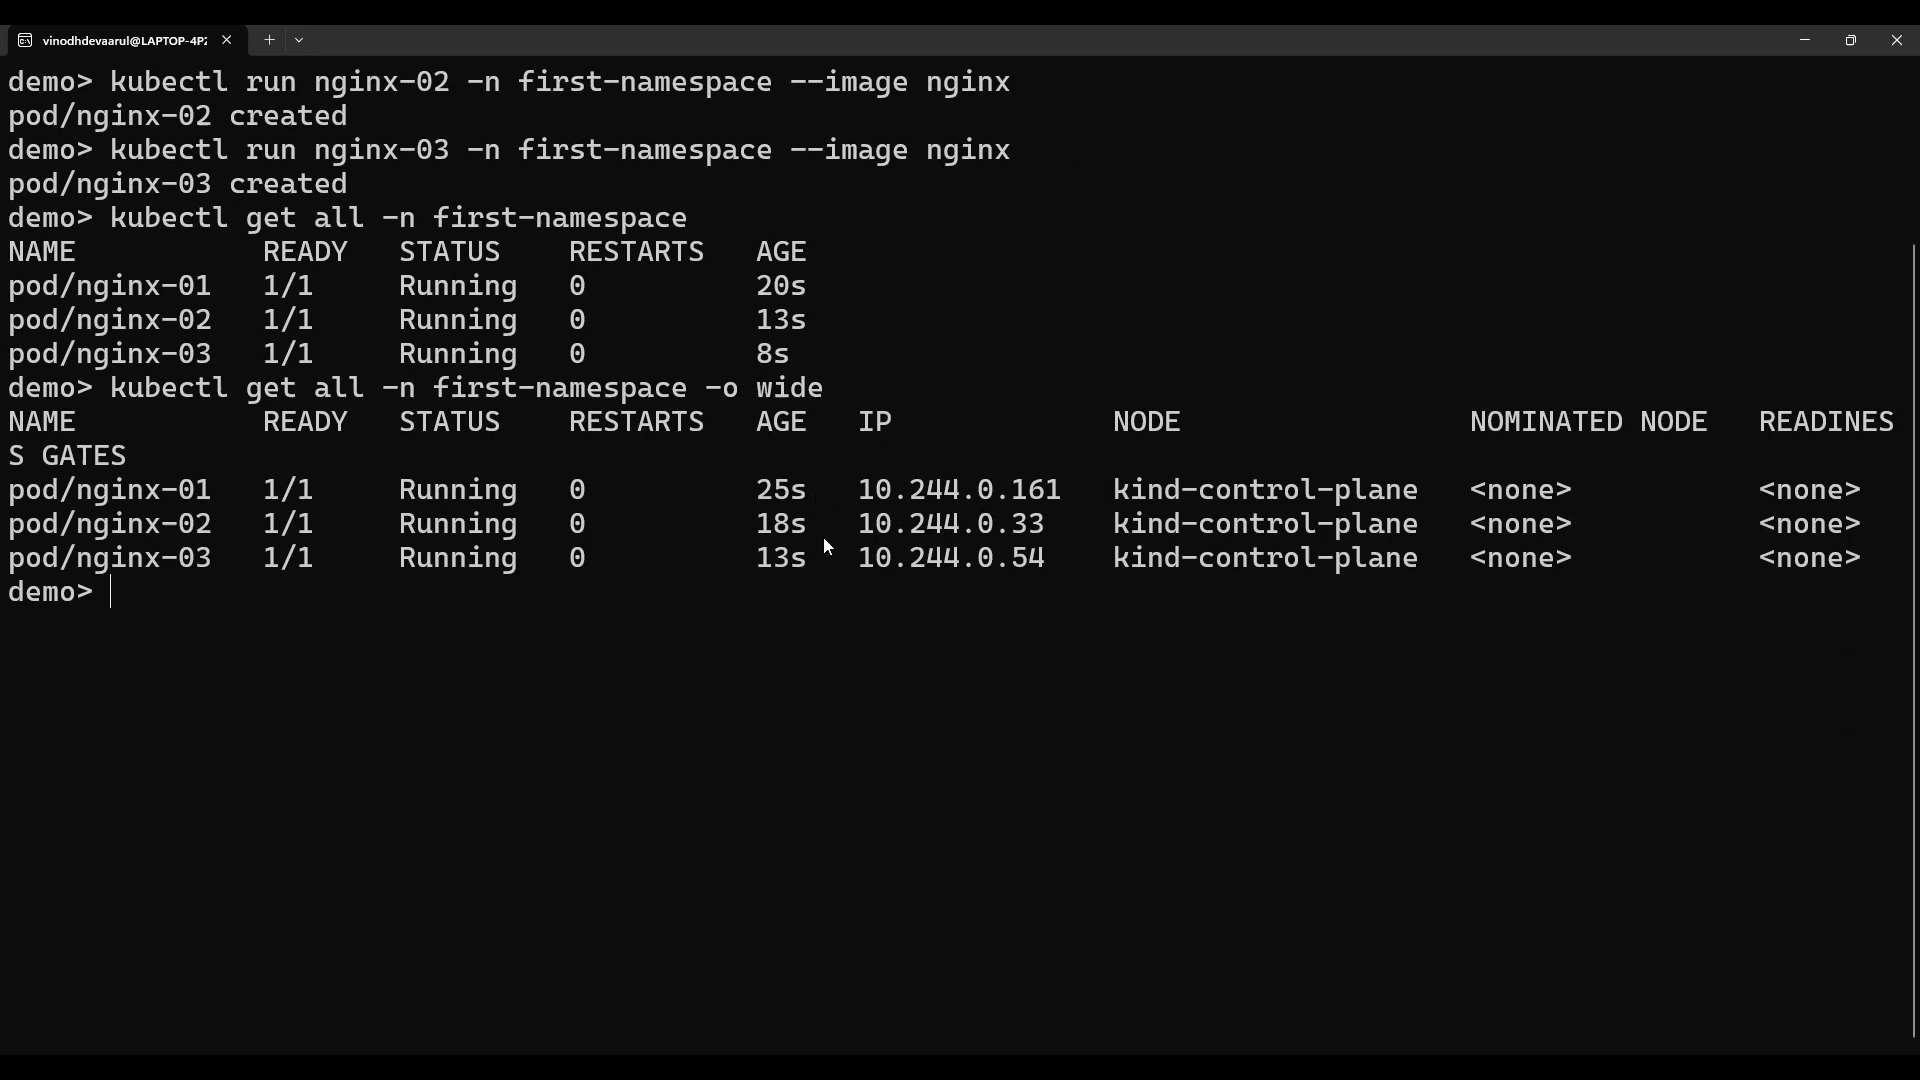 vinodhdevaarul@LAPTOP-4P
demo> kubectl run nginx-02 -n first-namespace --image nginx
pod/nginx-02 created
demo> kubectl run nginx-03 -n first-namespace --image nginx
pod/nginx-03 created
demo> kubectl get all -n first-namespace
NAME           READY   STATUS    RESTARTS   AGE
pod/nginx-01   1/1     Running   0          20s
pod/nginx-02   1/1     Running   0          13s
pod/nginx-03   1/1     Running   0          8s
demo> kubectl get all -n first-namespace -o wide
NAME           READY   STATUS    RESTARTS   AGE   IP             NODE                 NOMINATED NODE   READINES
S GATES
pod/nginx-01   1/1     Running   0          25s   10.244.0.161   kind-control-plane   <none>           <none>
pod/nginx-02   1/1     Running   0          18s   10.244.0.33    kind-control-plane   <none>           <none>
pod/nginx-03   1/1     Running   0          13s   10.244.0.54    kind-control-plane   <none>           <none>
demo>